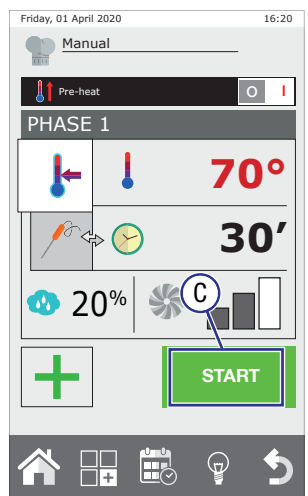 Friday, 01 April 2020 16:20
Manual
Pre-heat O I
PHASE 1
70°
30′
20%
C
START